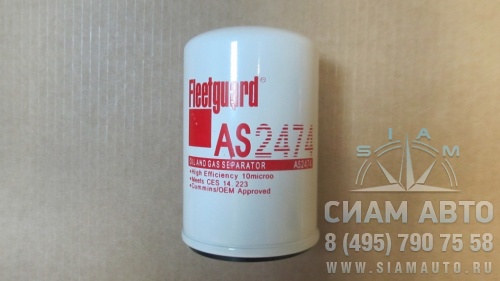 Fleetguard®
AS2474
OIL AND GAS SEPARATOR AS2474
•High Efficiency 10microo
•Meets CES 14 223
•Cummins/OEM Approved
SIAM
СИАМ АВТО
8 (495) 790 75 58
WWW.SIAMAUTO.RU